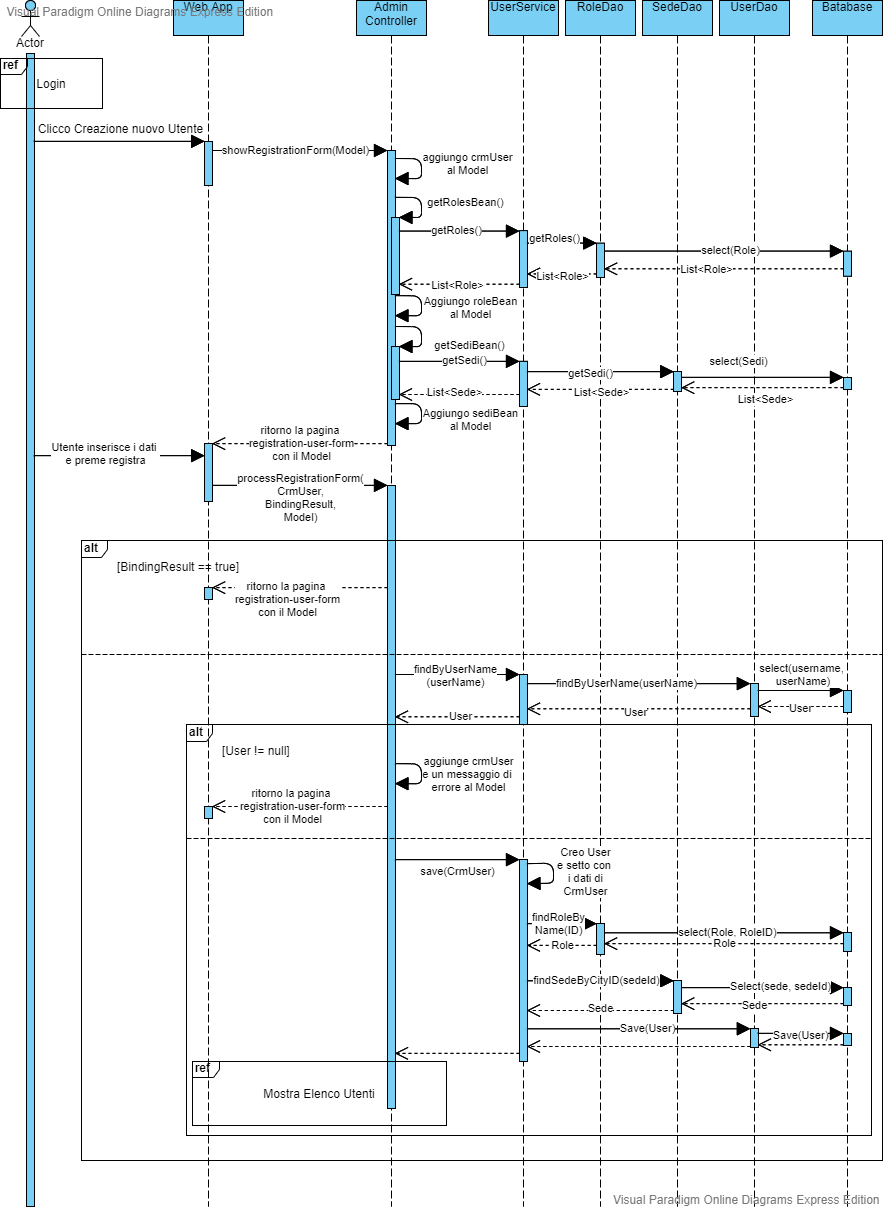 Visual Paradigm Online Diagrams Express Edition
Actor
Web App
Admin
Controller
UserService
RoleDao
SedeDao
UserDao
Batabase
ref
Login
Clicco Creazione nuovo Utente
showRegistrationForm(Model)
aggiungo crmUser
al Model
getRolesBean()
getRoles()
getRoles()
select(Role)
List<Role>
List<Role>
List<Role>
Aggiungo roleBean
al Model
getSediBean()
getSedi()
getSedi()
select(Sedi)
List<Sede>
List<Sede>
List<Sede>
Aggiungo sediBean
al Model
ritorno la pagina
registration-user-form
con il Model
Utente inserisce i dati
e preme registra
processRegistrationForm(
CrmUser,
BindingResult,
Model)
alt
[BindingResult == true]
ritorno la pagina
registration-user-form
con il Model
findByUserName
(userName)
findByUserName(userName)
select(username,
userName)
User
User
User
alt
[User != null]
aggiunge crmUser
e un messaggio di
errore al Model
ritorno la pagina
registration-user-form
con il Model
save(CrmUser)
Creo User
e setto con
i dati di
CrmUser
findRoleBy
Name(ID)
select(Role, RoleID)
Role
Role
findSedeByCityID(sedeId)
Select(sede, sedeId)
Sede
Sede
Save(User)
Save(User)
ref
Mostra Elenco Utenti
Visual Paradigm Online Diagrams Express Edition